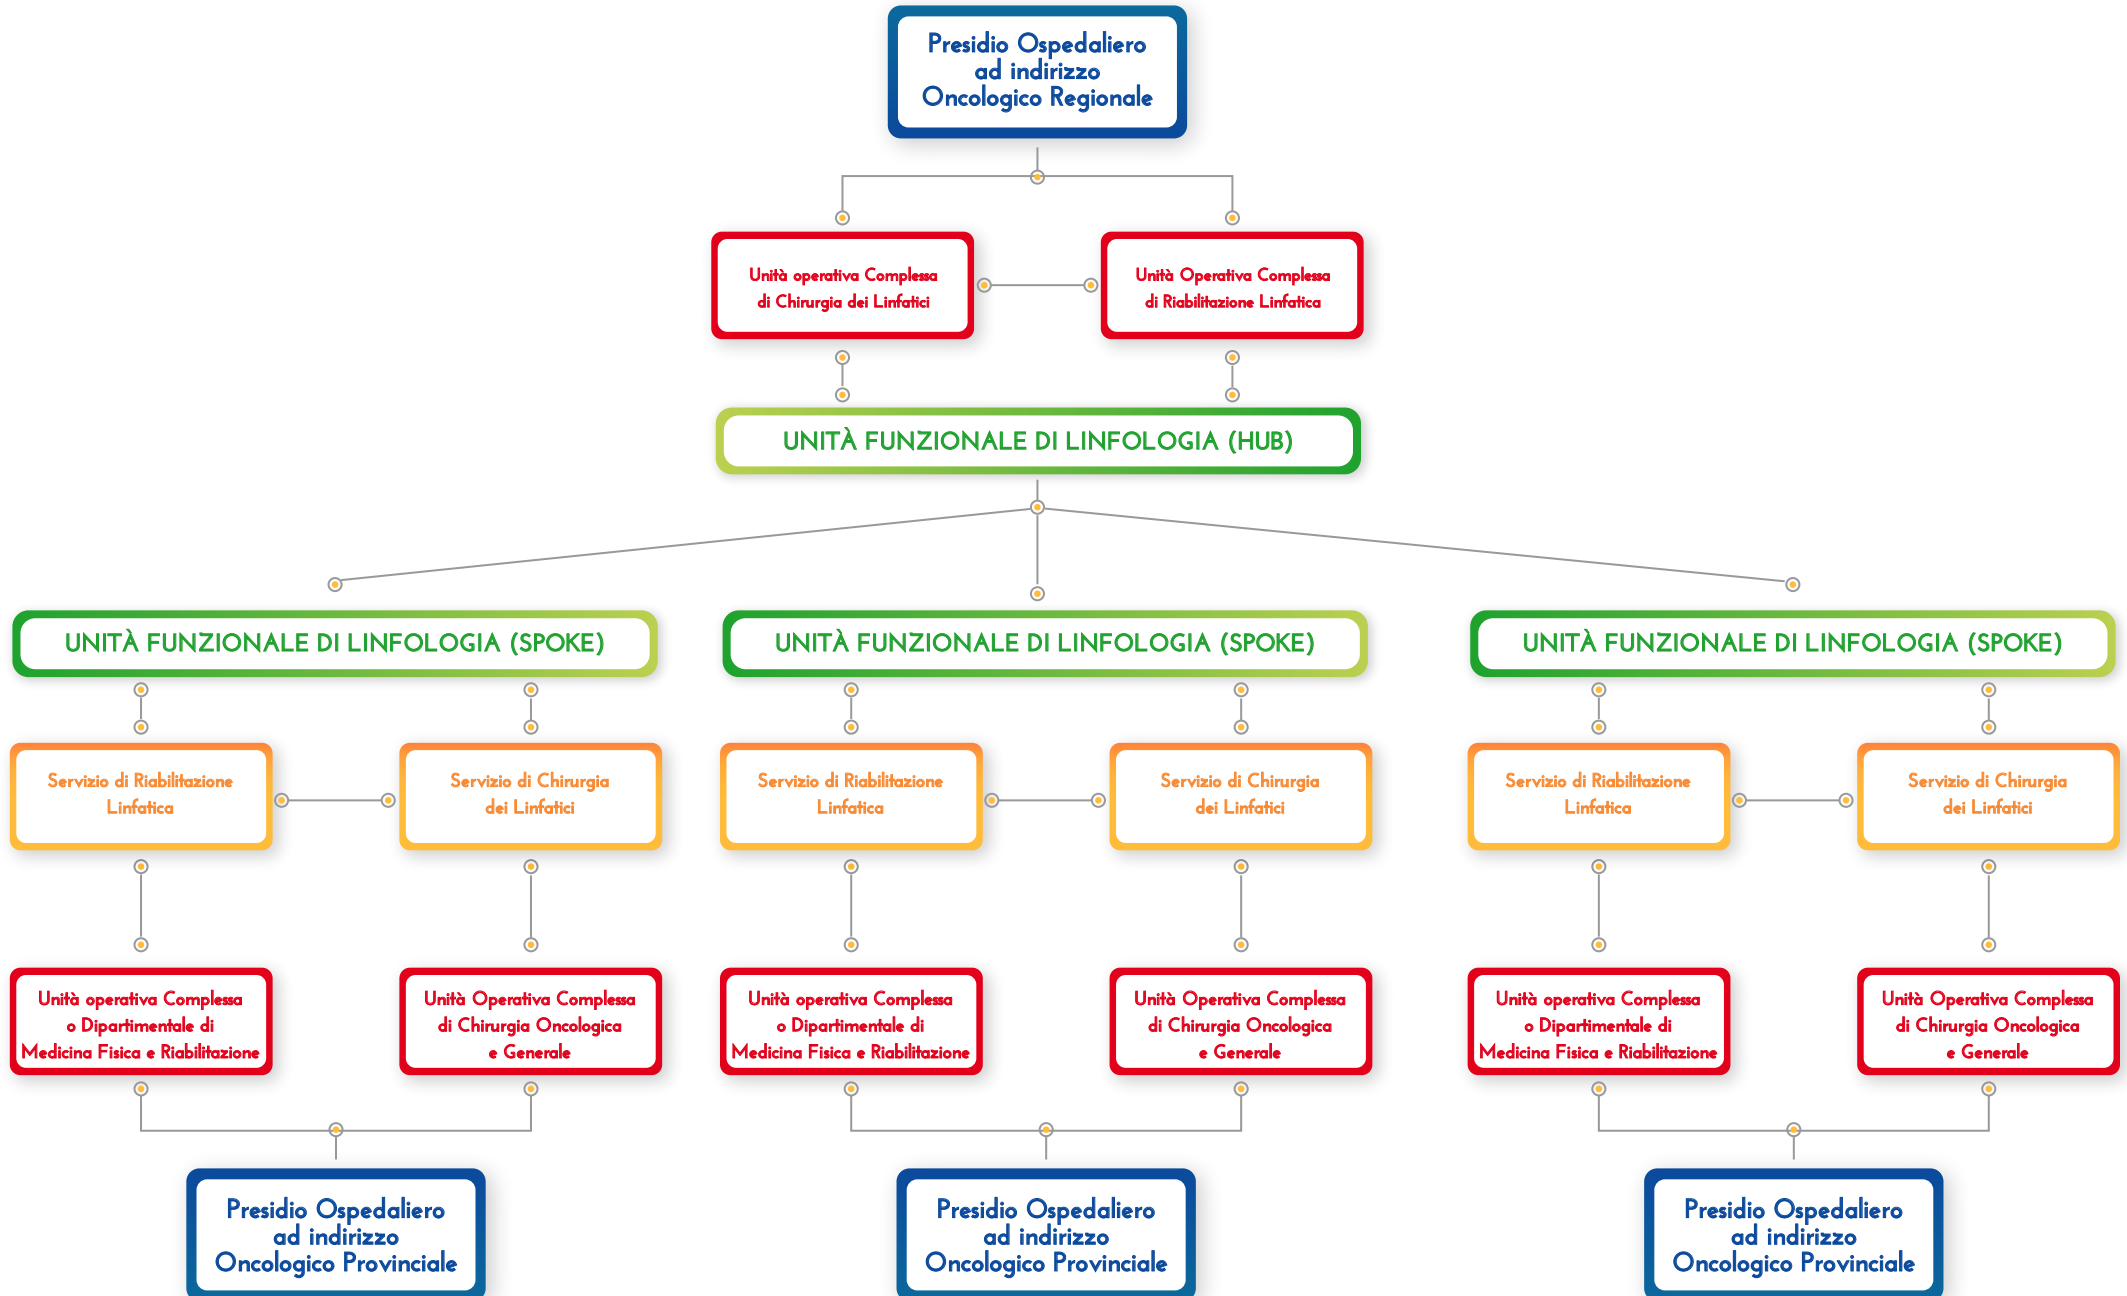 Presidio Ospedaliero
ad indirizzo
Oncologico Regionale
Unità operativa Complessa
di Chirurgia dei Linfatici
Unità Operativa Complessa
di Riabilitazione Linfatica
UNITÀ FUNZIONALE DI LINFOLOGIA (HUB)
UNITÀ FUNZIONALE DI LINFOLOGIA (SPOKE)
UNITÀ FUNZIONALE DI LINFOLOGIA (SPOKE)
UNITÀ FUNZIONALE DI LINFOLOGIA (SPOKE)
Servizio di Riabilitazione
Linfatica
Servizio di Chirurgia
dei Linfatici
Servizio di Riabilitazione
Linfatica
Servizio di Chirurgia
dei Linfatici
Servizio di Riabilitazione
Linfatica
Servizio di Chirurgia
dei Linfatici
Unità operativa Complessa
o Dipartimentale di
Medicina Fisica e Riabilitazione
Unità Operativa Complessa
di Chirurgia Oncologica
e Generale
Unità operativa Complessa
o Dipartimentale di
Medicina Fisica e Riabilitazione
Unità Operativa Complessa
di Chirurgia Oncologica
e Generale
Unità operativa Complessa
o Dipartimentale di
Medicina Fisica e Riabilitazione
Unità Operativa Complessa
di Chirurgia Oncologica
e Generale
Presidio Ospedaliero
ad indirizzo
Oncologico Provinciale
Presidio Ospedaliero
ad indirizzo
Oncologico Provinciale
Presidio Ospedaliero
ad indirizzo
Oncologico Provinciale